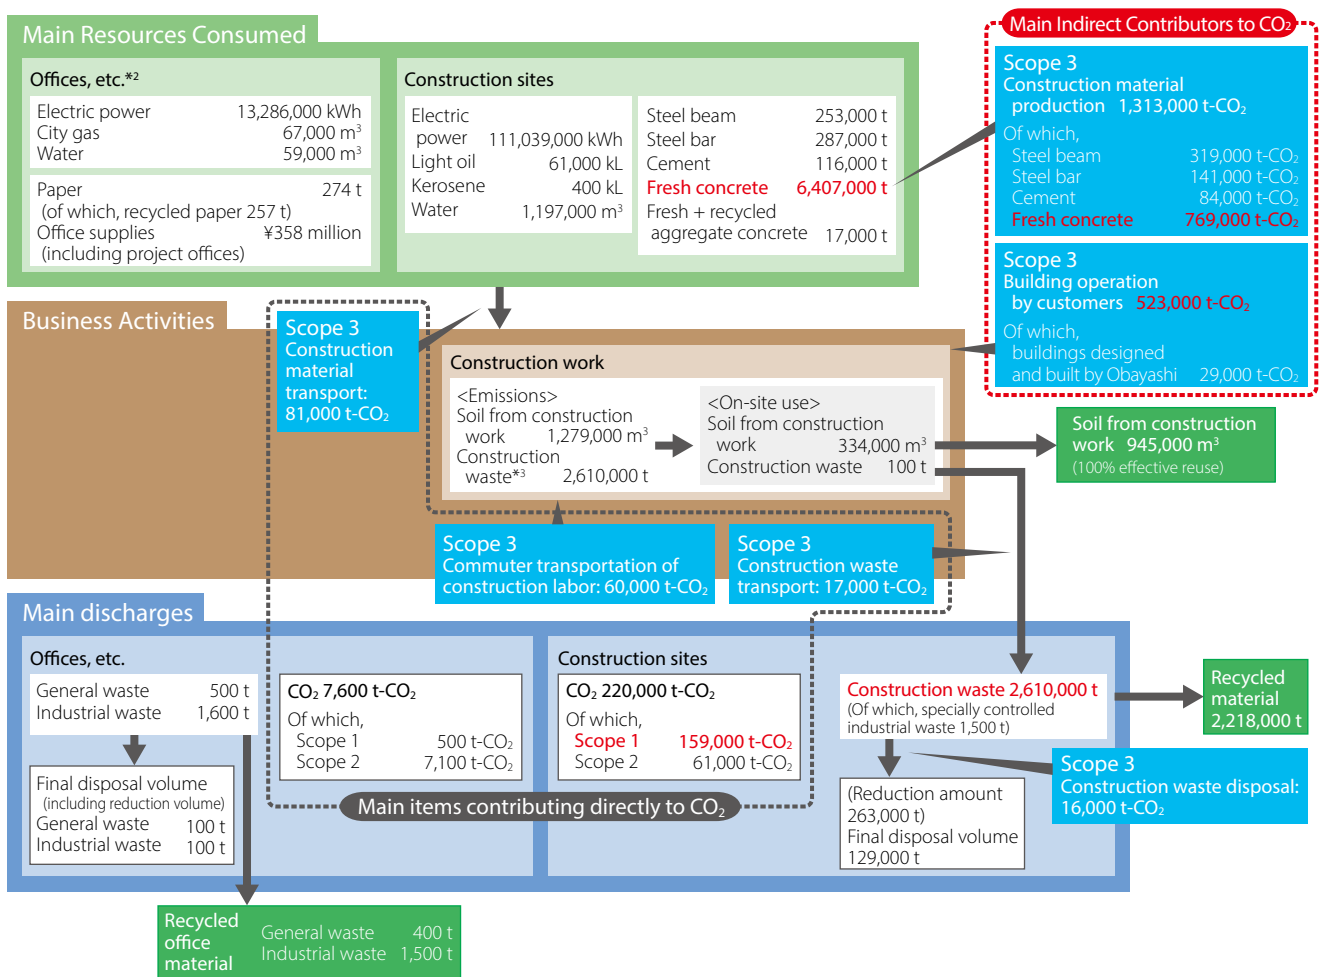 Main Resources Consumed
Offices, etc.*2
Electric power 13,286,000 kWh
City gas 67,000 m3
Water 59,000 m3
Paper 274 t
(of which, recycled paper 257 t)
Office supplies ¥358 million
(including project offices)
Construction sites
Electric
power 111,039,000 kWh
Light oil 61,000 kL
Kerosene 400 kL
Water 1,197,000 m3
Steel beam 253,000 t
Steel bar 287,000 t
Cement 116,000 t
Fresh concrete 6,407,000 t
Fresh + recycled
aggregate concrete 17,000 t
Main Indirect Contributors to CO2
Scope 3
Construction material
production 1,313,000 t-CO2
Of which,
Steel beam 319,000 t-CO2
Steel bar 141,000 t-CO2
Cement 84,000 t-CO2
Fresh concrete 769,000 t-CO2
Scope 3
Building operation
by customers 523,000 t-CO2
Of which,
buildings designed
and built by Obayashi 29,000 t-CO2
Business Activities
Scope 3
Construction
material
transport:
81,000 t-CO2
Construction work
<Emissions>
Soil from construction
work 1,279,000 m3
Construction
waste*3 2,610,000 t
<On-site use>
Soil from construction
work 334,000 m3
Construction waste 100 t
Soil from construction
work 945,000 m3
(100% effective reuse)
Scope 3
Commuter transportation of
construction labor: 60,000 t-CO2
Scope 3
Construction waste
transport: 17,000 t-CO2
Main discharges
Offices, etc.
General waste 500 t
Industrial waste 1,600 t
Final disposal volume
(including reduction volume)
General waste 100 t
Industrial waste 100 t
CO2 7,600 t-CO2
Of which,
Scope 1 500 t-CO2
Scope 2 7,100 t-CO2
Construction sites
CO2 220,000 t-CO2
Of which,
Scope 1 159,000 t-CO2
Scope 2 61,000 t-CO2
Main items contributing directly to CO2
Construction waste 2,610,000 t
(Of which, specially controlled
industrial waste 1,500 t)
(Reduction amount
263,000 t)
Final disposal volume
129,000 t
Recycled
material
2,218,000 t
Scope 3
Construction waste disposal:
16,000 t-CO2
Recycled
office
material
General waste 400 t
Industrial waste 1,500 t